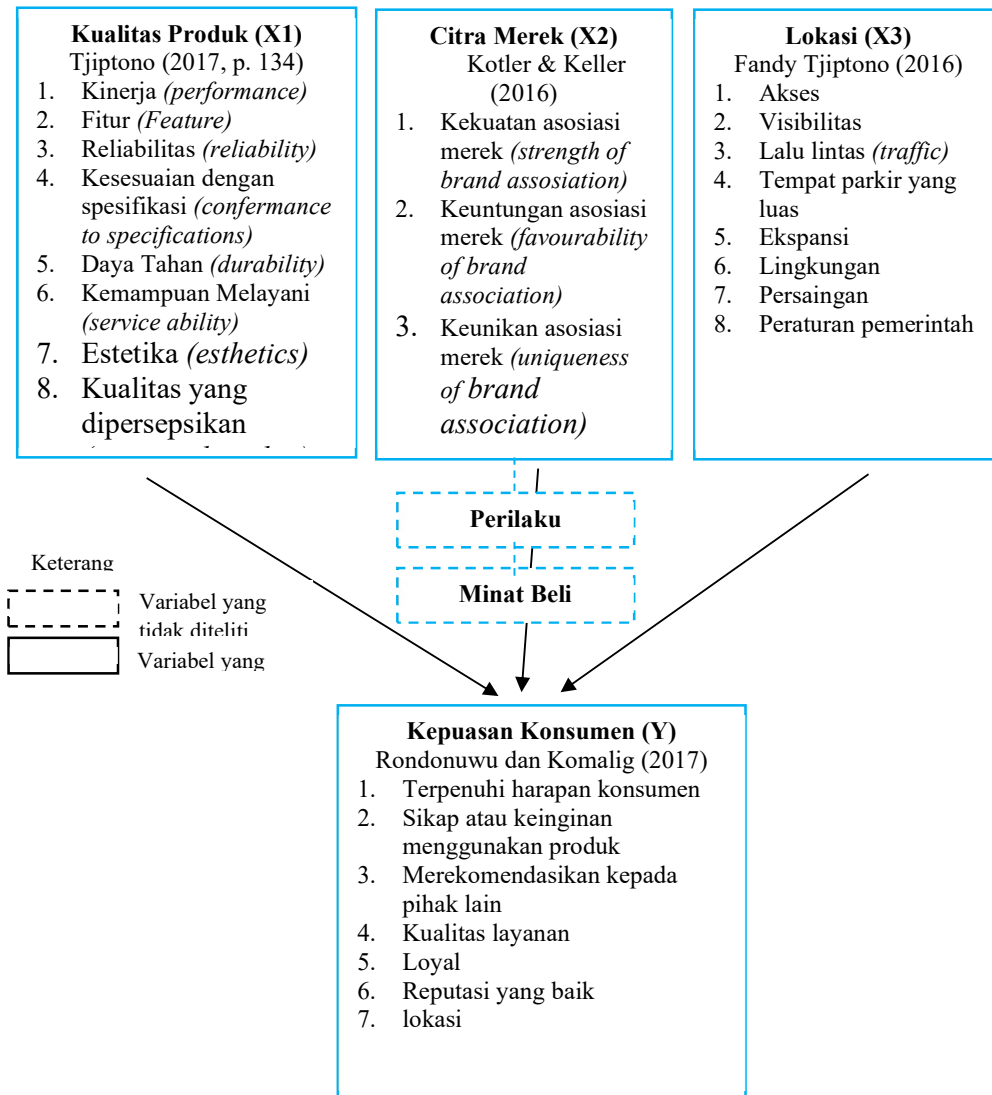 Kualitas Produk (X1)
Tjiptono (2017, p. 134)
1. Kinerja (performance)
2. Fitur (Feature)
3. Reliabilitas (reliability)
4. Kesesuaian dengan
spesifikasi (confermance
to specifications)
5. Daya Tahan (durability)
6. Kemampuan Melayani
(service ability)
7. Estetika (esthetics)
8. Kualitas yang
dipersepsikan
Citra Merek (X2)
Kotler & Keller
(2016)
1. Kekuatan asosiasi
merek (strength of
brand assosiation)
2. Keuntungan asosiasi
merek (favourability
of brand
association)
3. Keunikan asosiasi
merek (uniqueness
of brand
association)
Lokasi (X3)
Fandy Tjiptono (2016)
1. Akses
2. Visibilitas
3. Lalu lintas (traffic)
4. Tempat parkir yang
luas
5. Ekspansi
6. Lingkungan
7. Persaingan
8. Peraturan pemerintah
Perilaku
Minat Beli
Keterang
Variabel yang
tidak diteliti
Variabel yang
Kepuasan Konsumen (Y)
Rondonuwu dan Komalig (2017)
1. Terpenuhi harapan konsumen
2. Sikap atau keinginan
menggunakan produk
3. Merekomendasikan kepada
pihak lain
4. Kualitas layanan
5. Loyal
6. Reputasi yang baik
7. lokasi